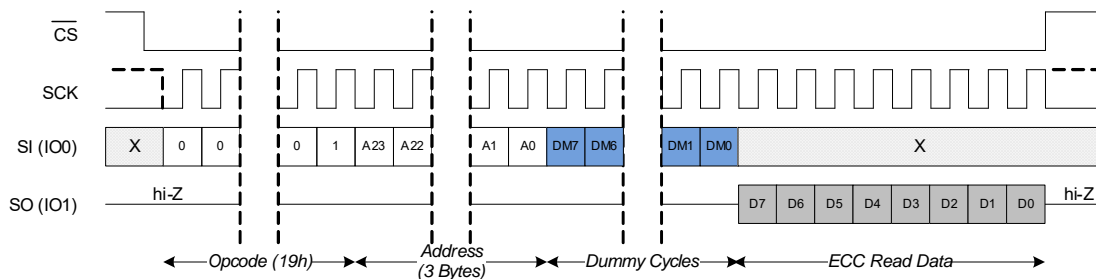 CS
SCK
SI (IO0) X 0 0 0 1 A23 A22 A1 A0 DM7 DM6 DM1 DM0 X
hi-Z hi-Z
SO (IO1) D7 D6 D5 D4 D3 D2 D1 D0
Opcode (19h) Address Dummy Cycles ECC Read Data
(3 Bytes)